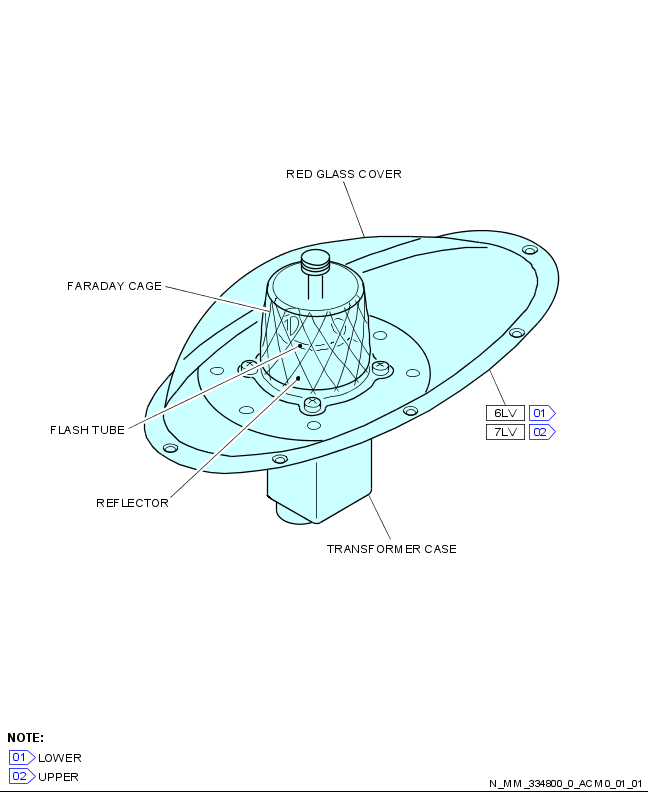 RED GLASS COVER
FARADAY CAGE
6LV 01
7LV 02
FLASH TUBE
REFLECTOR
TRANSFORMER CASE
NOTE:
01 LOWER
02 UPPER
N_MM_334800_0_ACM0_01_01